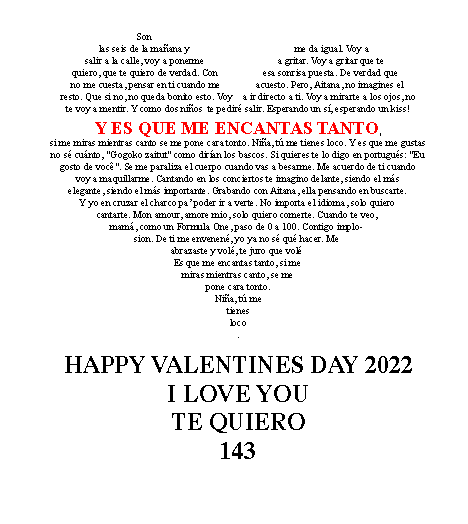 Son
las seis de la mañana y me da igual. Voy a
salir a la calle, voy a ponerme a gritar. Voy a gritar que te
quiero, que te quiero de verdad. Con esa sonrisa puesta. De verdad que
no me cuesta, pensar en ti cuando me acuesto. Pero, Aitana, no imagines el
resto. Que si no, no queda bonito esto. Voy a ir directo a ti. Voy a mirarte a los ojos, no
te voy a mentir. Y como dos niños te pediré salir. Esperando un sí, esperando un kiss!
Y ES QUE ME ENCANTAS TANTO,
si me miras mientras canto se me pone cara tonto. Niña, tú me tienes loco. Y es que me gustas
no sé cuánto, "Gogoko zaitut" como dirían los bascos. Si quieres te lo digo en portugués: "Eu
gosto de você". Se me paraliza el cuerpo cuando vas a besarme. Me acuerdo de ti cuando
voy a maquillarme. Cantando en los conciertos te imagino delante, siendo el más
elegante, siendo el más importante. Grabando con Aitana, ella pensando en buscarte.
Y yo en cruzar el charco pa' poder ir a verte. No importa el idioma, solo quiero
cantarte. Mon amour, amore mio, solo quiero comerte. Cuando te veo,
mamá, como un Formula One, paso de 0 a 100. Contigo implo-
sion. De ti me envenené, yo ya no sé qué hacer. Me
abrazaste y volé, te juro que volé
Es que me encantas tanto, si me
miras mientras canto, se me
pone cara tonto.
Niña, tú me
tienes
loco
.
HAPPY VALENTINES DAY 2022
I LOVE YOU
TE QUIERO
143